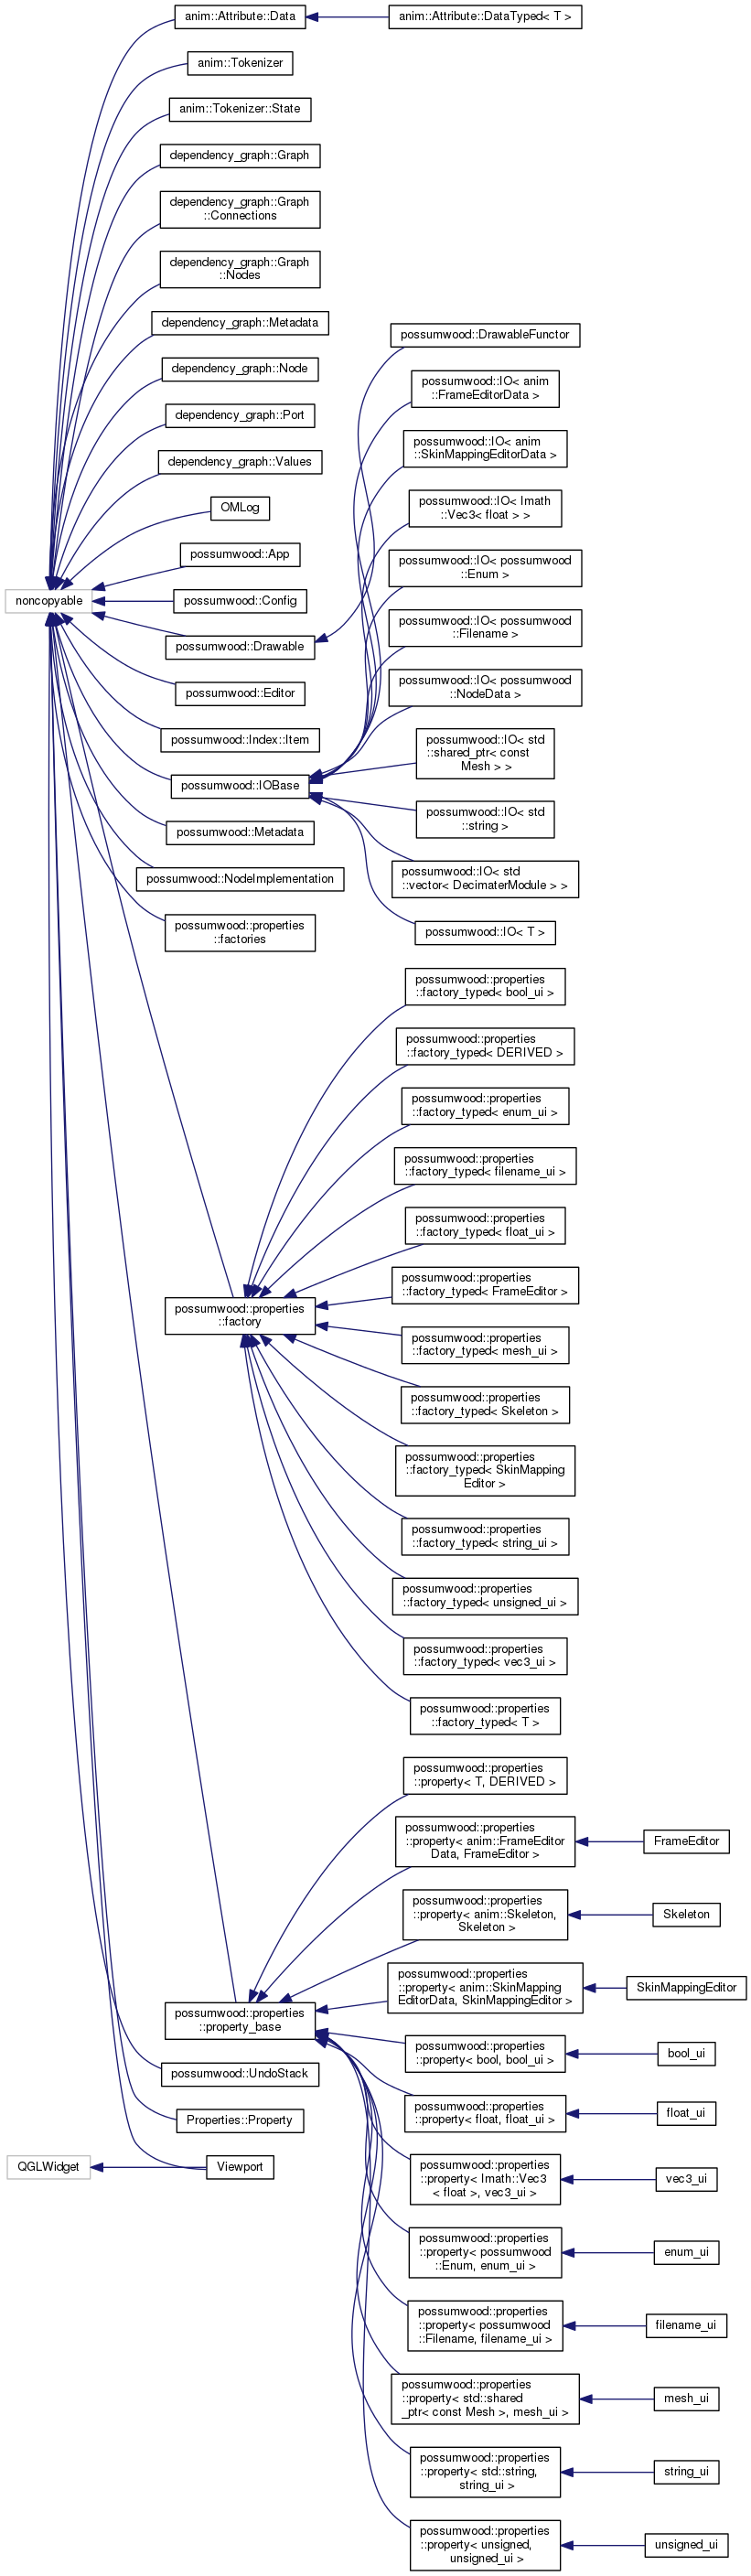 anim::Attribute::Data
anim::Attribute::DataTyped< T >
anim::Tokenizer
anim::Tokenizer::State
dependency_graph::Graph
dependency_graph::Graph
::Connections
dependency_graph::Graph
::Nodes
dependency_graph::Metadata
dependency_graph::Node
dependency_graph::Port
dependency_graph::Values
OMLog
possumwood::App
noncopyable
possumwood::Config
possumwood::Drawable
possumwood::Editor
possumwood::Index::Item
possumwood::IOBase
possumwood::Metadata
possumwood::NodeImplementation
possumwood::properties
::factories
possumwood::DrawableFunctor
possumwood::IO< anim
::FrameEditorData >
possumwood::IO< anim
::SkinMappingEditorData >
possumwood::IO< Imath
::Vec3< float > >
possumwood::IO< possumwood
::Enum >
possumwood::IO< possumwood
::Filename >
possumwood::IO< possumwood
::NodeData >
possumwood::IO< std
::shared_ptr< const
Mesh > >
possumwood::IO< std
::string >
possumwood::IO< std
::vector< DecimaterModule > >
possumwood::IO< T >
possumwood::properties
::factory
possumwood::properties
::factory_typed< bool_ui >
possumwood::properties
::factory_typed< DERIVED >
possumwood::properties
::factory_typed< enum_ui >
possumwood::properties
::factory_typed< filename_ui >
possumwood::properties
::factory_typed< float_ui >
possumwood::properties
::factory_typed< FrameEditor >
possumwood::properties
::factory_typed< mesh_ui >
possumwood::properties
::factory_typed< Skeleton >
possumwood::properties
::factory_typed< SkinMapping
Editor >
possumwood::properties
::factory_typed< string_ui >
possumwood::properties
::factory_typed< unsigned_ui >
possumwood::properties
::factory_typed< vec3_ui >
possumwood::properties
::factory_typed< T >
possumwood::properties
::property_base
possumwood::properties
::property< T, DERIVED >
possumwood::properties
::property< anim::FrameEditor
Data, FrameEditor >
FrameEditor
possumwood::properties
::property< anim::Skeleton,
Skeleton >
Skeleton
possumwood::properties
::property< anim::SkinMapping
EditorData, SkinMappingEditor >
SkinMappingEditor
possumwood::properties
::property< bool, bool_ui >
bool_ui
possumwood::properties
::property< float, float_ui >
float_ui
possumwood::properties
::property< Imath::Vec3
< float >, vec3_ui >
vec3_ui
possumwood::properties
::property< possumwood
::Enum, enum_ui >
enum_ui
possumwood::properties
::property< possumwood
::Filename, filename_ui >
filename_ui
possumwood::properties
::property< std::shared
_ptr< const Mesh >, mesh_ui >
mesh_ui
possumwood::properties
::property< std::string,
string_ui >
string_ui
possumwood::properties
::property< unsigned,
unsigned_ui >
unsigned_ui
possumwood::UndoStack
Properties::Property
QGLWidget
Viewport